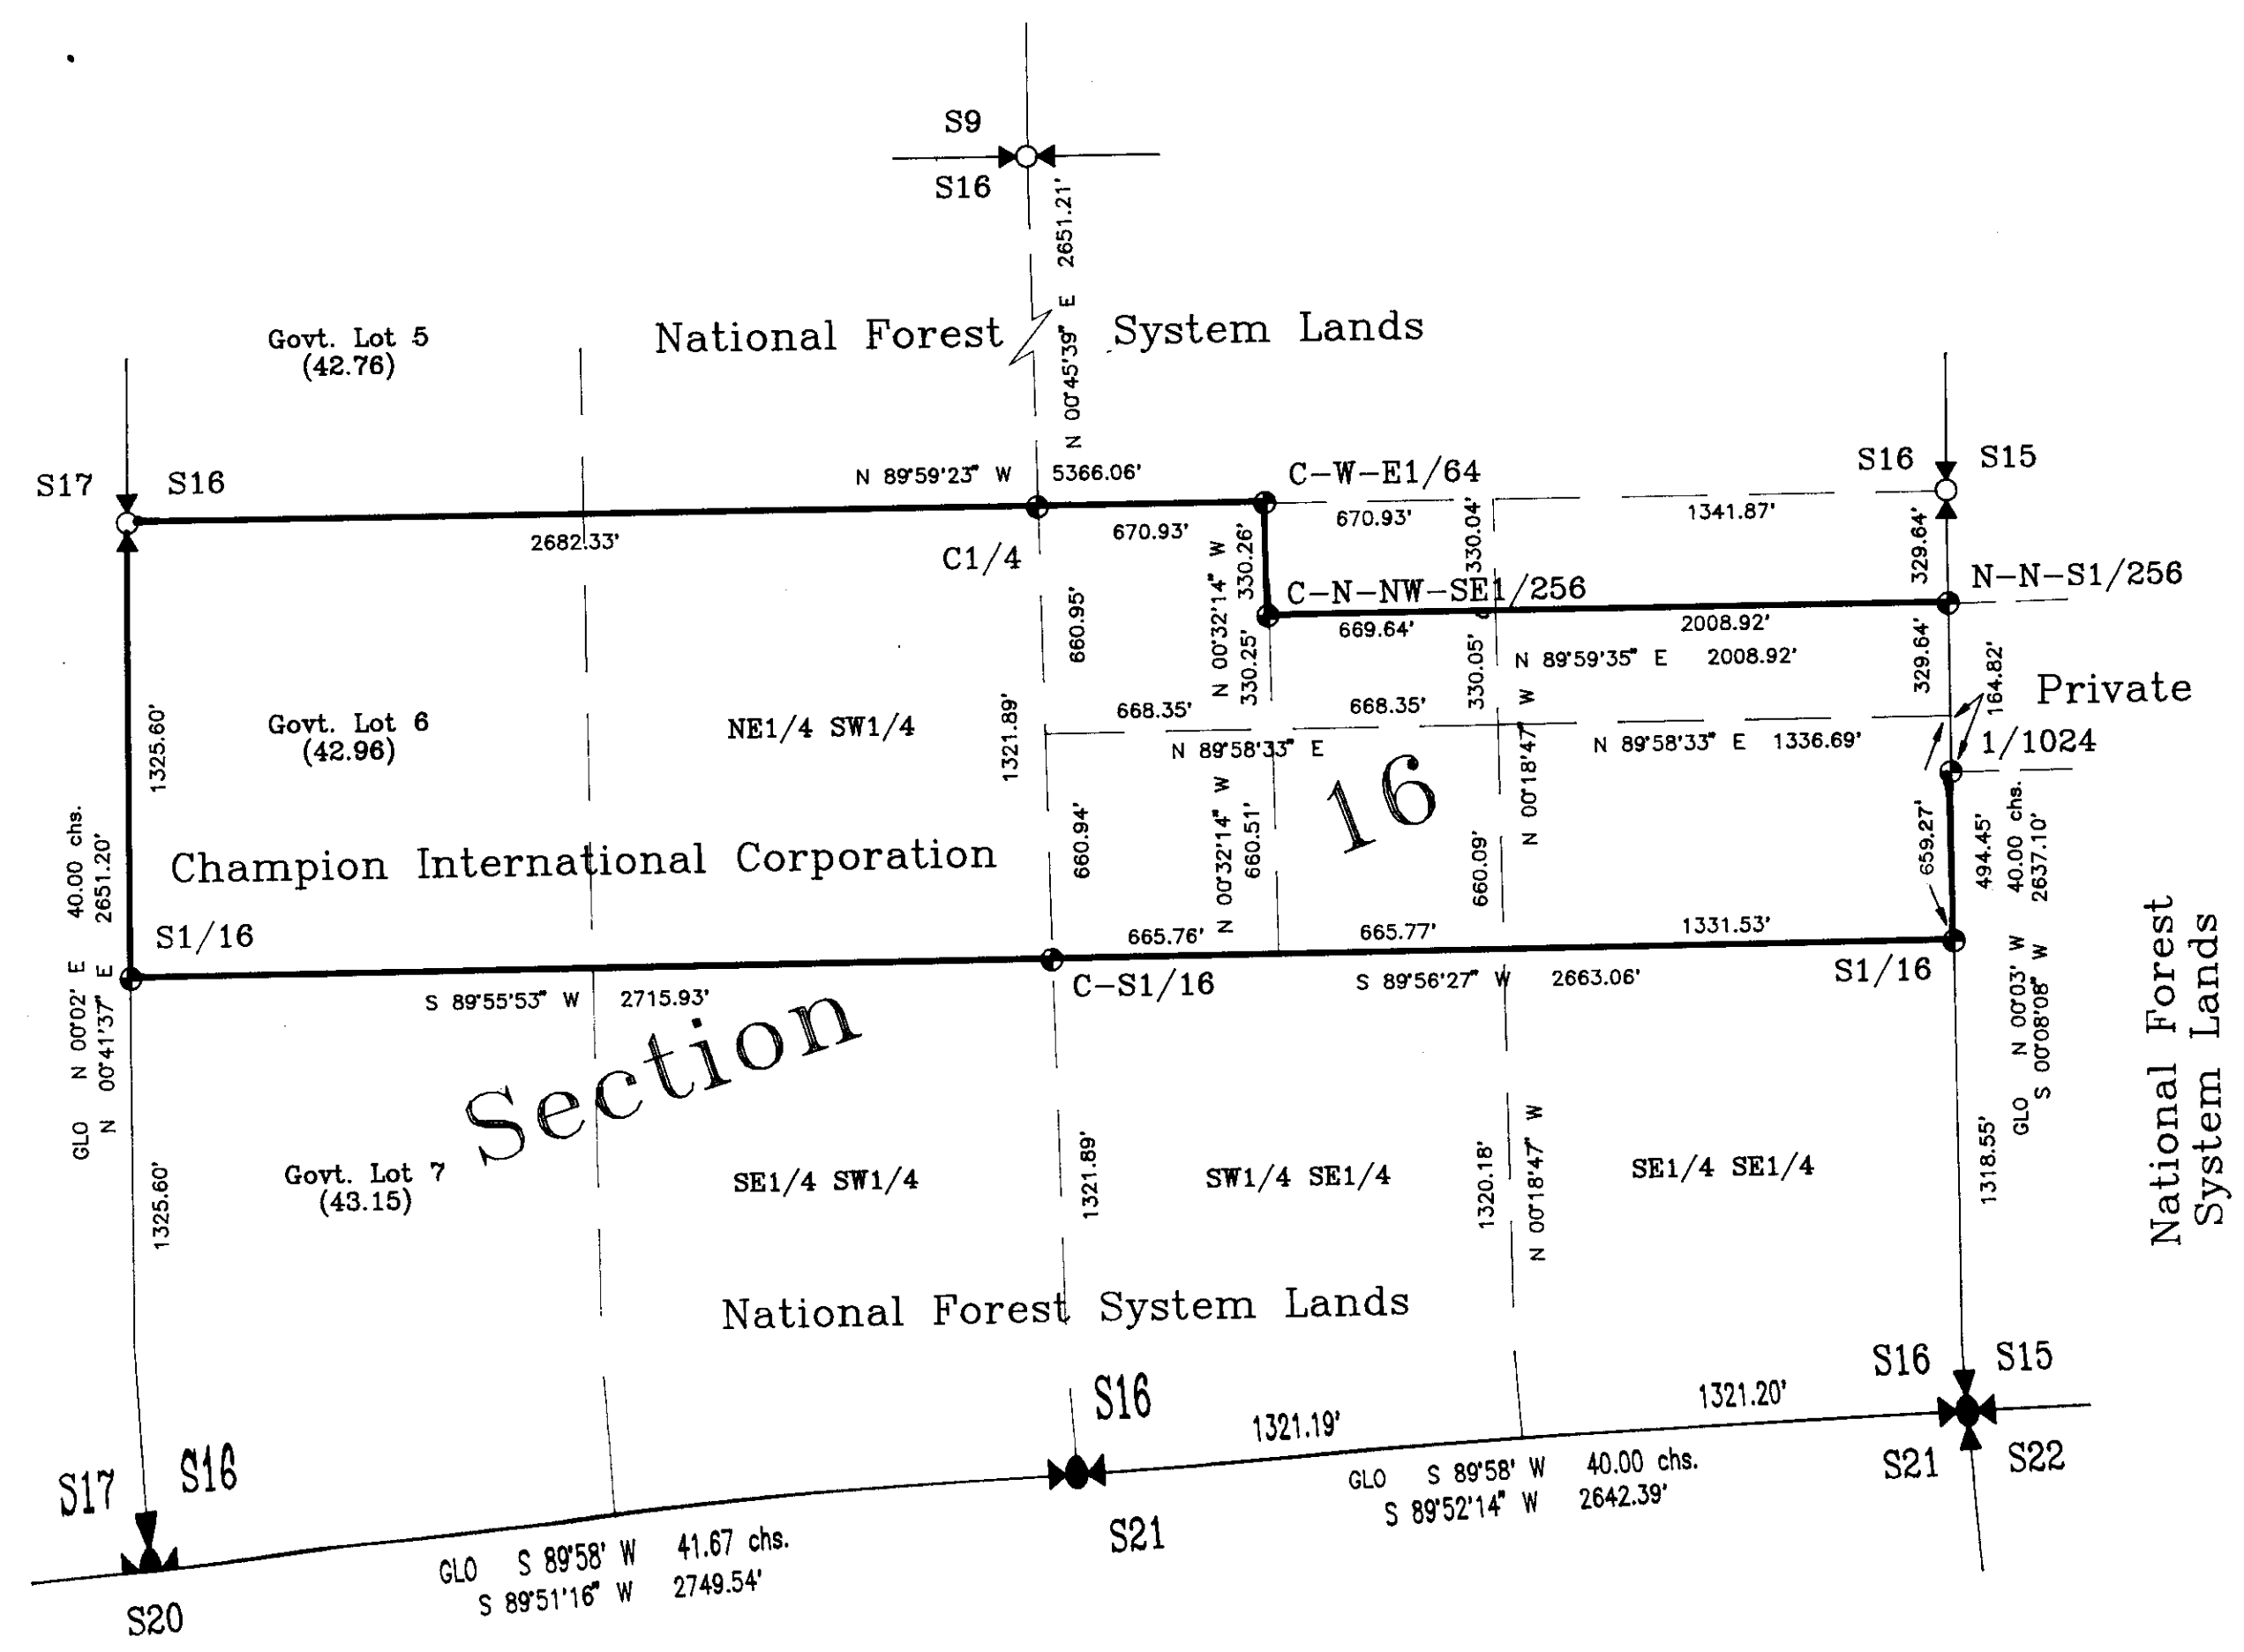 S9
S16
N 00°45'39" E 2651.21'
Govt. Lot 5
(42.76)
National Forest System Lands
S17 S16
N 89°59'23" W 5366.06'
C-W-E1/64
S16 S15
2682.33'
C1/4
670.93'
670.93'
1341.87'
330.26'
330.04'
329.64'
N 00°32'14" W
C-N-NW-SE1/256
N-N-S1/256
660.95'
330.25'
669.64'
330.05'
2008.92'
N 89°59'35" E 2008.92'
329.64'
164.82'
Private
1/1024
Govt. Lot 6
(42.96)
NE1/4 SW1/4
1325.60'
1321.89'
668.35'
668.35'
N 89°58'33" E
N 89°58'33" E 1336.69'
N 00°18'47" W
16
660.94'
N 00°32'14" W
660.51'
660.09'
659.27'
494.45'
40.00 chs.
2637.10'
GLO N 00°02' E 40.00 chs.
N 00°41'37" E 2651.20'
Champion International Corporation
S1/16
665.76'
665.77'
1331.53'
S 89°55'53" W 2715.93'
C-S1/16
S 89°56'27" W 2663.06'
S1/16
GLO N 00°03' W
S 00°08'08" W
National Forest
System Lands
Section
Govt. Lot 7
(43.15)
SE1/4 SW1/4
SW1/4 SE1/4
SE1/4 SE1/4
1325.60'
1321.89'
1320.18'
N 00°18'47" W
1318.55'
National Forest System Lands
S16
S16 S15
1321.19'
1321.20'
S17 S16
S21 S22
GLO S 89°58' W 40.00 chs.
S 89°52'14" W 2642.39'
S21
GLO S 89°58' W 41.67 chs.
S 89°51'16" W 2749.54'
S20